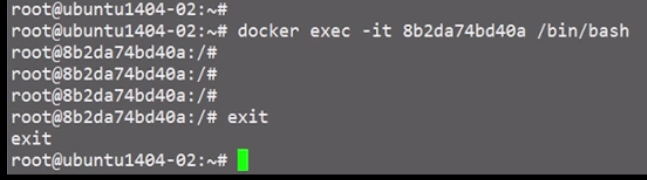 root@ubuntu1404-02:~#
root@ubuntu1404-02:~# docker exec -it 8b2da74bd40a /bin/bash
root@8b2da74bd40a:/#
root@8b2da74bd40a:/#
root@8b2da74bd40a:/#
root@8b2da74bd40a:/# exit
exit
root@ubuntu1404-02:~#